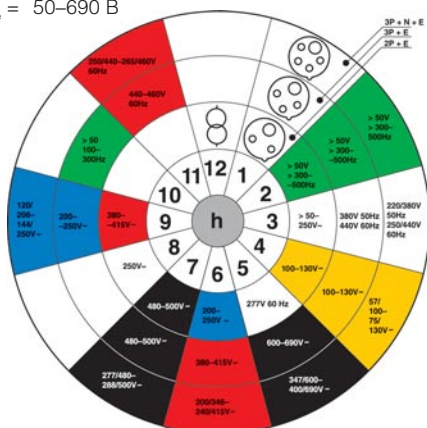 e = 50–690 B
3P + N + E
3P + E
2P + E
250/440–265/460V
60Hz
440–460V
60Hz
> 50
100–
300Hz
> 50V
> 300–
–500Hz
> 50V
> 300–
–500Hz
> 50V
> 300–
500Hz
12
1
2
3
4
5
6
7
8
9
10
11
h
120/
208–
144/
250V~
200–
–250V~
380–
–415V~
> 50–
250V–
380V 50Hz
440V 60Hz
220/380V
50Hz
250/440V
60Hz
250V~
100–130V~
100–130V~
57/
100–
75/
130V~
480–500V~
480–500V~
277/480–
288/500V~
200–
250V~
380–415V~
200/346–
240/415V~
277V 60 Hz
600–690V~
347/600–
400/690V~